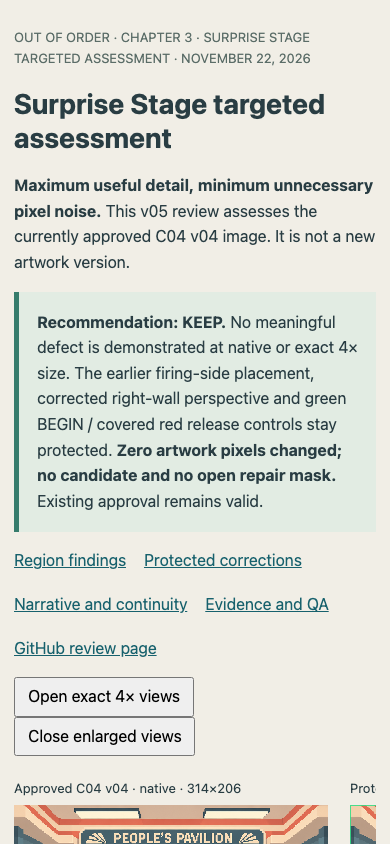 OUT OF ORDER · CHAPTER 3 · SURPRISE STAGE
TARGETED ASSESSMENT · NOVEMBER 22, 2026
Surprise Stage targeted
assessment
Maximum useful detail, minimum unnecessary
pixel noise. This v05 review assesses the
currently approved C04 v04 image. It is not a new
artwork version.
Recommendation: KEEP. No meaningful
defect is demonstrated at native or exact 4×
size. The earlier firing-side placement,
corrected right-wall perspective and green
BEGIN / covered red release controls stay
protected. Zero artwork pixels changed;
no candidate and no open repair mask.
Existing approval remains valid.
Region findings Protected corrections
Narrative and continuity Evidence and QA
GitHub review page
Open exact 4× views
Close enlarged views
Approved C04 v04 · native · 314×206 Prot
PEOPLE'S PAVILION